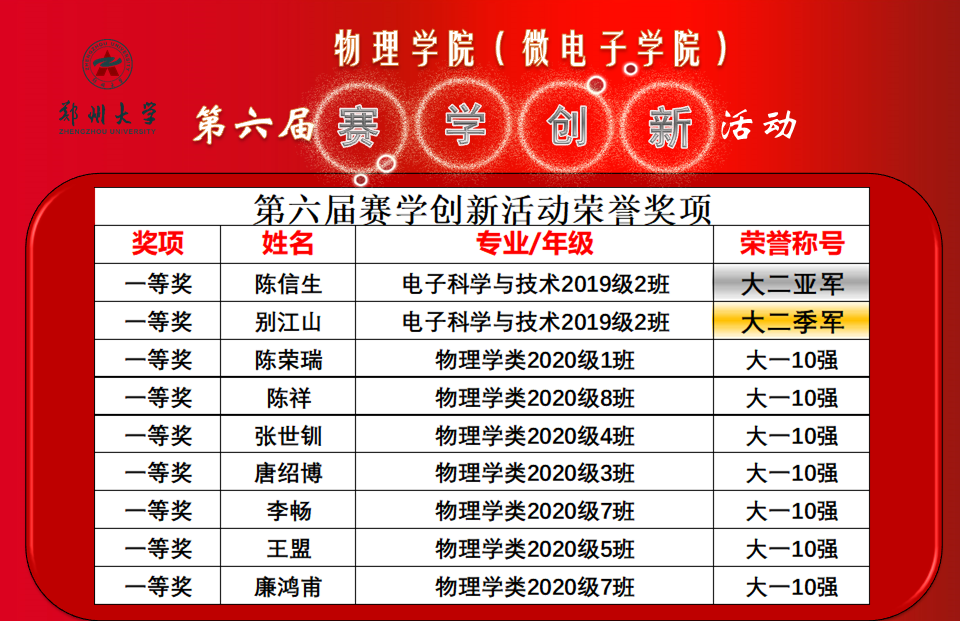 物理学院（微电子学院）
郑州大学
ZHENGZHOU UNIVERSITY
第六届赛学创新活动
第六届赛学创新活动荣誉奖项
奖项 姓名 专业/年级 荣誉称号
一等奖 陈信生 电子科学与技术2019级2班 大二亚军
一等奖 别江山 电子科学与技术2019级2班 大二季军
一等奖 陈荣瑞 物理学类2020级1班 大一10强
一等奖 陈祥 物理学类2020级8班 大一10强
一等奖 张世钏 物理学类2020级4班 大一10强
一等奖 唐绍博 物理学类2020级3班 大一10强
一等奖 李畅 物理学类2020级7班 大一10强
一等奖 王盟 物理学类2020级5班 大一10强
一等奖 廉鸿甫 物理学类2020级7班 大一10强